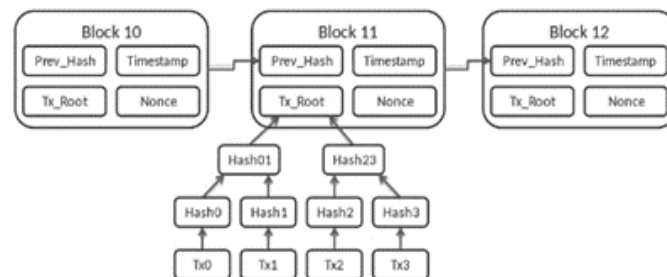 Block 10 Block 11 Block 12
Prev_Hash Timestamp Prev_Hash Timestamp Prev_Hash Timestamp
Tx_Root Nonce Tx_Root Nonce Tx_Root Nonce
Hash01 Hash23
Hash0 Hash1 Hash2 Hash3
Tx0 Tx1 Tx2 Tx3